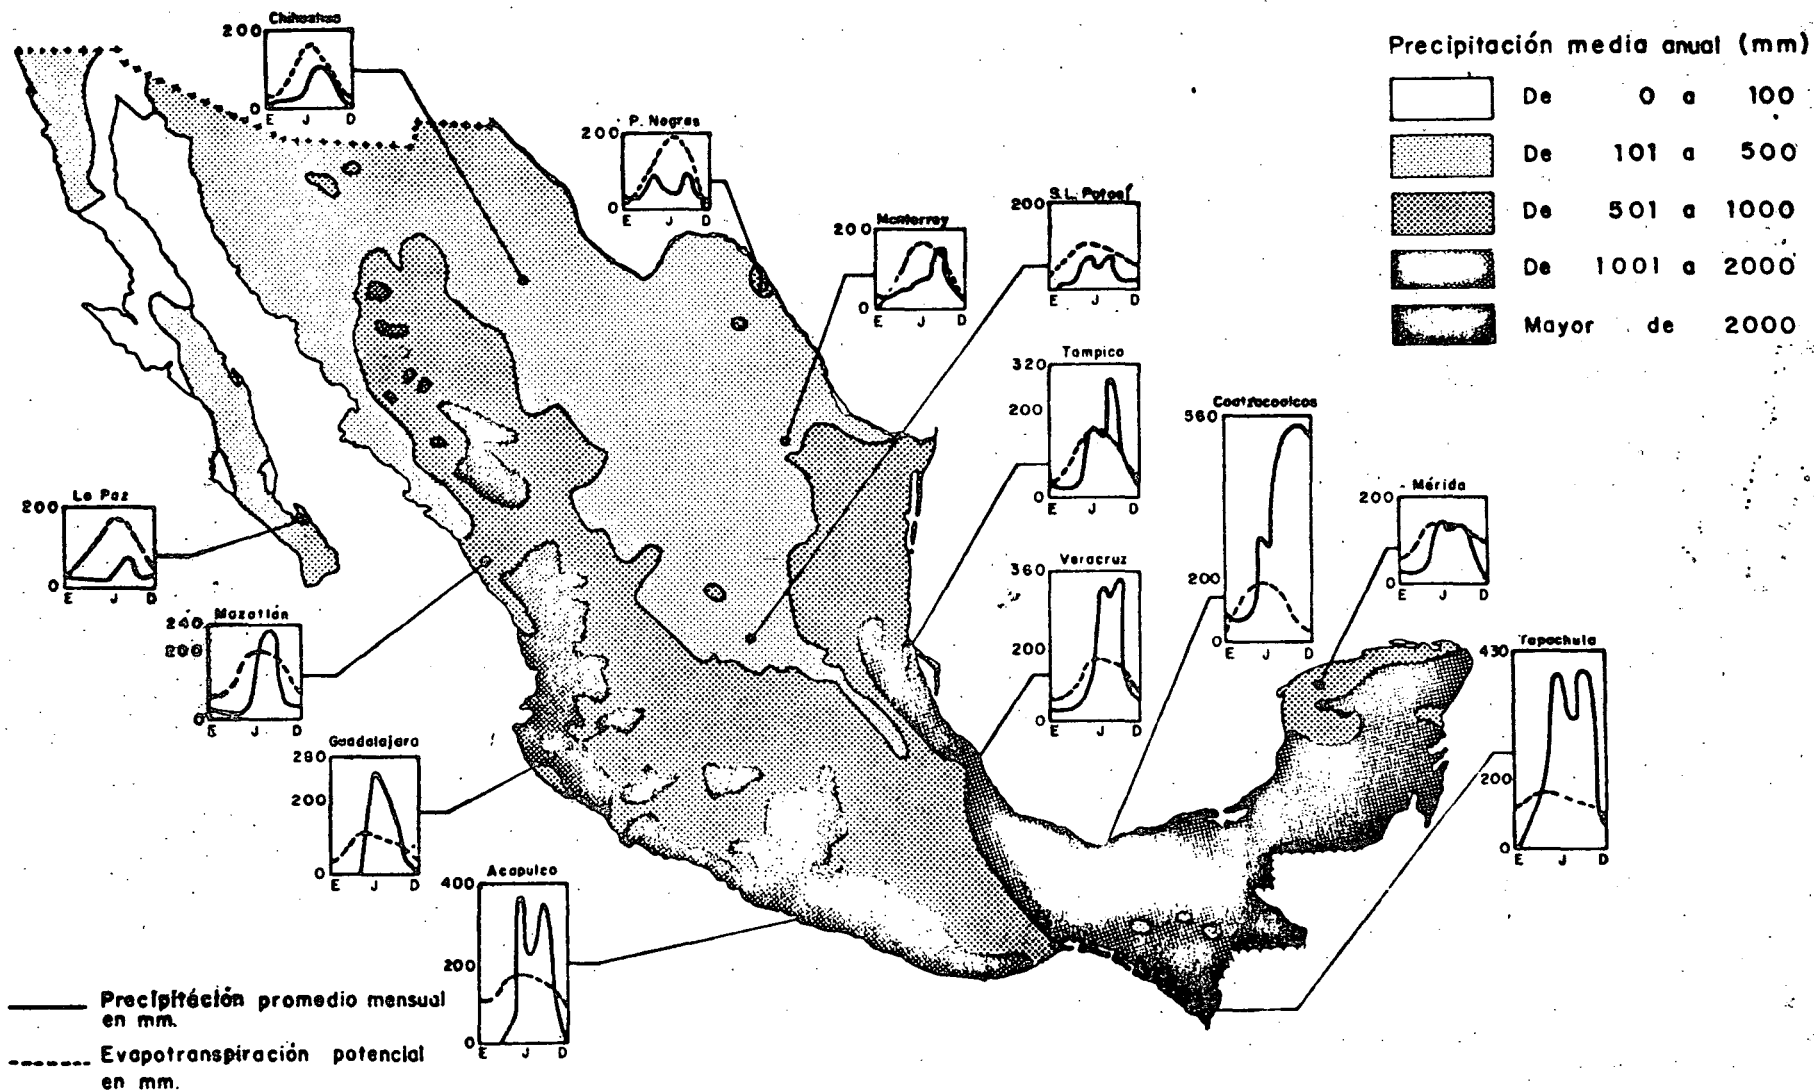 Chihuahua
200
0
E J D
P. Negras
200
0
E J D
Monterrey
200
0
E J D
S.L. Potosí
200
0
E J D
Precipitación media anual (mm)
De 0 a 100
De 101 a 500
De 501 a 1000
De 1001 a 2000
Mayor de 2000
Tampico
320
200
0
E J D
Coatzacoalcos
560
200
0
E J D
Mérida
200
0
E J D
La Paz
200
0
E J D
Veracruz
360
200
0
E J D
Mazatlán
240
200
0
E J D
Tapachula
430
200
0
E D
Guadalajara
280
200
0
E J D
Acapulco
400
200
0
E J D
Precipitación promedio mensual
en mm.
Evapotranspiración potencial
en mm.